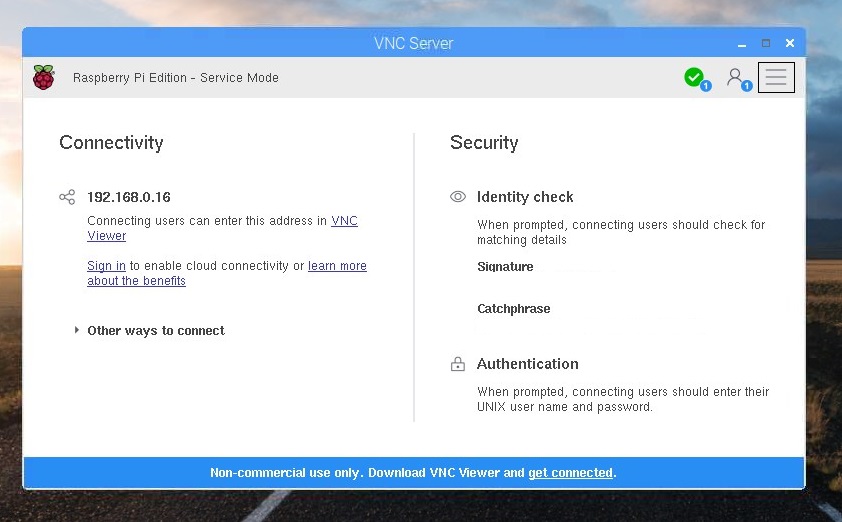 VNC Server
Raspberry Pi Edition - Service Mode
1
1
Connectivity
192.168.0.16
Connecting users can enter this address in VNC
Viewer
Sign in to enable cloud connectivity or learn more
about the benefits
Other ways to connect
Security
Identity check
When prompted, connecting users should check for
matching details
Signature
Catchphrase
Authentication
When prompted, connecting users should enter their
UNIX user name and password.
Non-commercial use only. Download VNC Viewer and get connected.